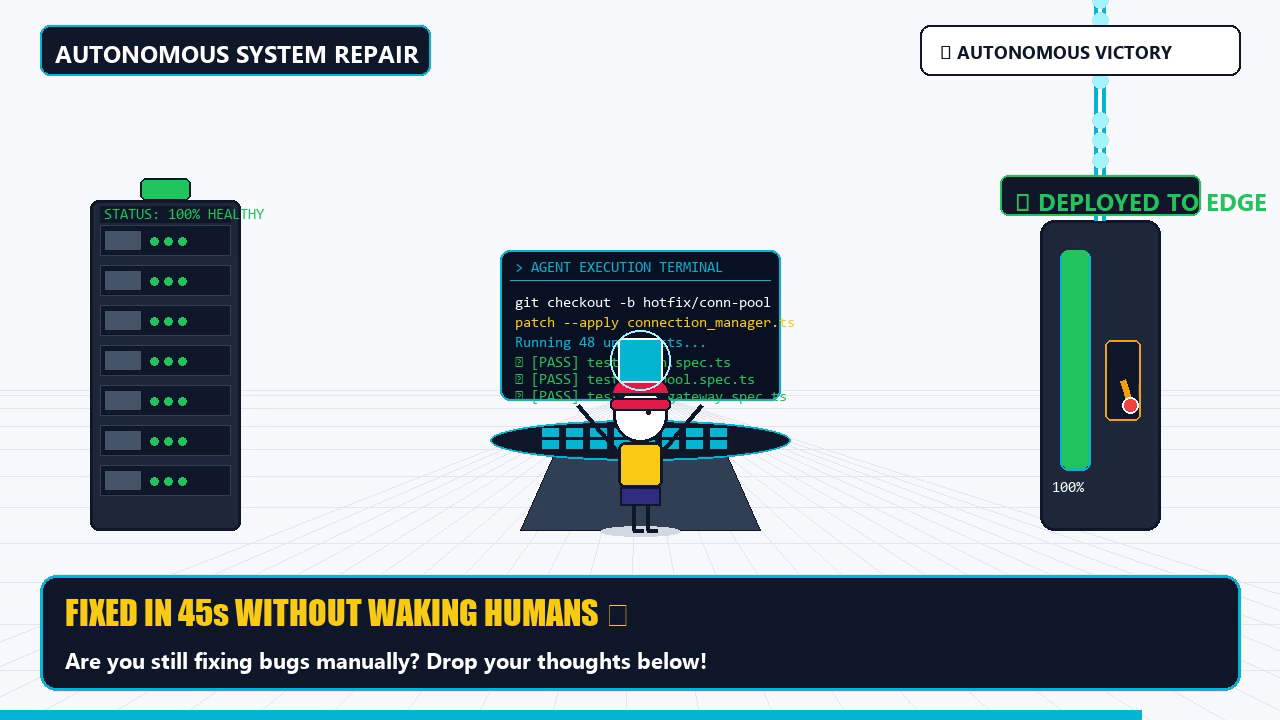 AUTONOMOUS SYSTEM REPAIR
AUTONOMOUS VICTORY
DEPLOYED TO EDGE
STATUS: 100% HEALTHY
> AGENT EXECUTION TERMINAL
git checkout -b hotfix/conn-pool
patch --apply connection_manager.ts
Running 48
[PASS]
[PASS]
[PASS]
100%
FIXED IN 45s WITHOUT WAKING HUMANS
Are you still fixing bugs manually? Drop your thoughts below!